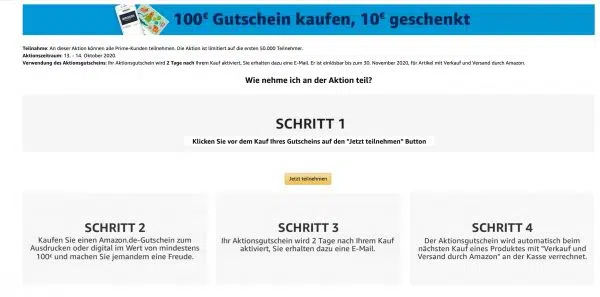 100€ Gutschein kaufen, 10€ geschenkt
Teilnahme: An dieser Aktion können alle Prime-Kunden teilnehmen. Die Aktion ist limitiert auf die ersten 50.000 Teilnehmer.
Aktionszeitraum: 13. - 14. Oktober 2020.
Verwendung des Aktionsgutscheins: Ihr Aktionsgutschein wird 2 Tage nach Ihrem Kauf aktiviert, Sie erhalten dazu eine E-Mail. Er ist einlösbar bis zum 30. November 2020, für Artikel mit Verkauf und Versand durch Amazon.
Wie nehme ich an der Aktion teil?
SCHRITT 1
Klicken Sie vor dem Kauf Ihres Gutscheins auf den "Jetzt teilnehmen" Button
Jetzt teilnehmen
SCHRITT 2
Kaufen Sie einen Amazon.de-Gutschein zum
Ausdrucken oder digital im Wert von mindestens
100€ und machen Sie jemandem eine Freude.
SCHRITT 3
Ihr Aktionsgutschein wird 2 Tage nach Ihrem Kauf
aktiviert, Sie erhalten dazu eine E-Mail.
SCHRITT 4
Der Aktionsgutschein wird automatisch beim
nächsten Kauf eines Produktes mit "Verkauf und
Versand durch Amazon" an der Kasse verrechnet.